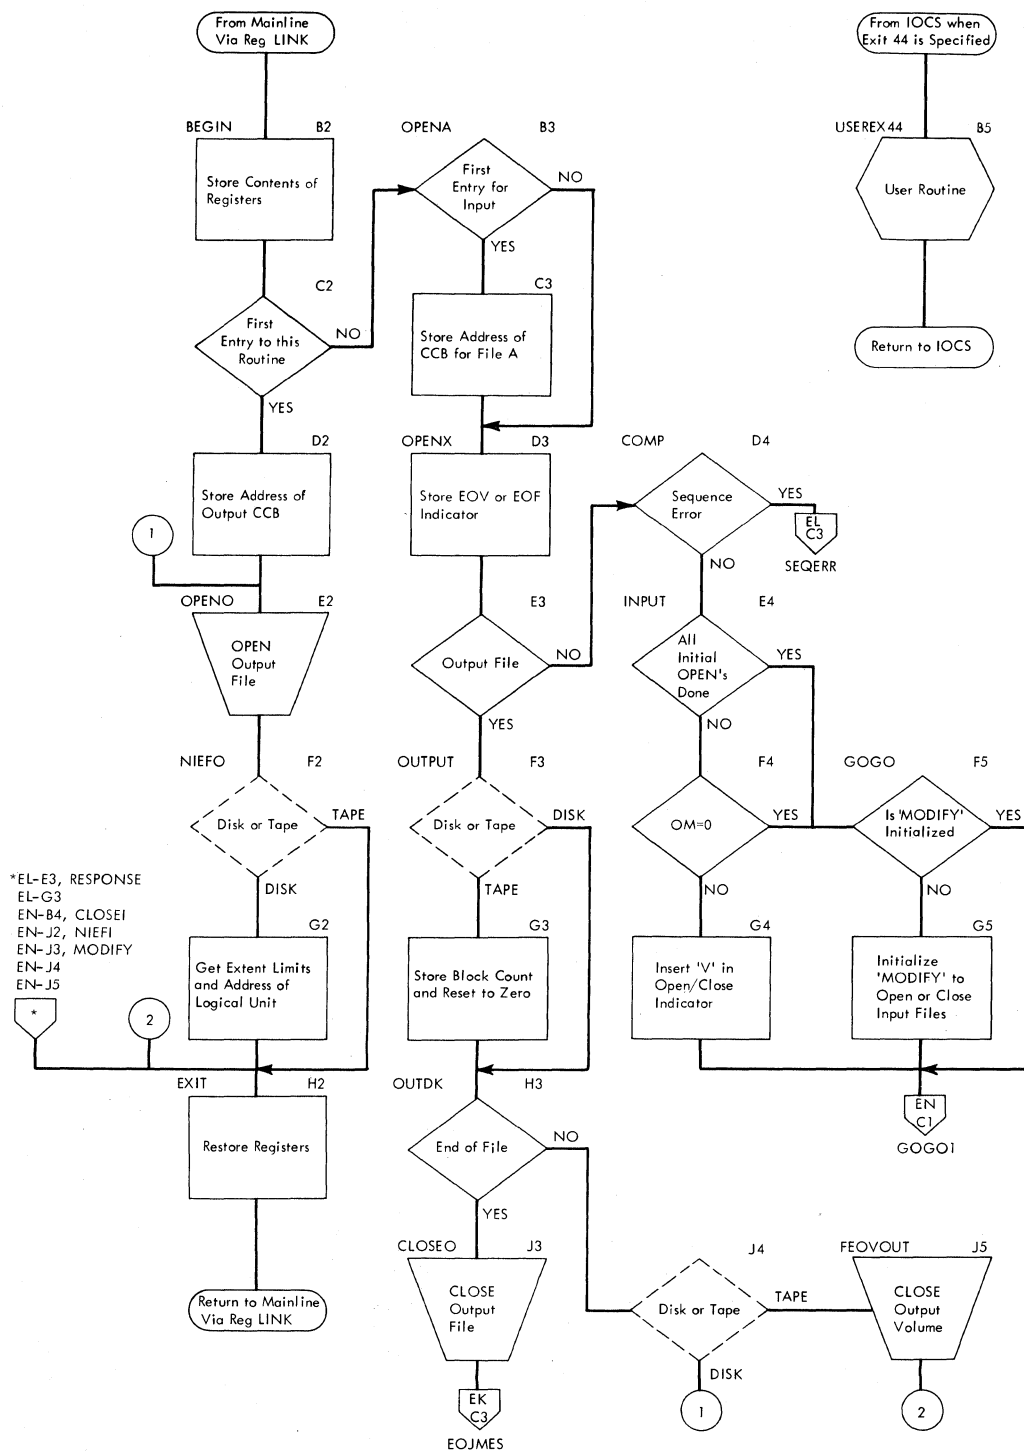 From Mainline
Via Reg LINK
From IOCS when
Exit 44 is Specified
BEGIN
B2
Store Contents of
Registers
OPENA
B3
First
Entry for
Input
NO
YES
USEREX44
B5
User Routine
C2
First
Entry to this
Routine
NO
YES
C3
Store Address of
CCB for File A
Return to IOCS
D2
Store Address of
Output CCB
OPENX
D3
Store EOV or EOF
Indicator
COMP
D4
Sequence
Error
YES
NO
EL
C3
SEQERR
1
OPENO
E2
OPEN
Output
File
E3
Output File
NO
YES
INPUT
E4
All
Initial
OPEN's
Done
YES
NO
NIEFO
F2
Disk or Tape
TAPE
DISK
OUTPUT
F3
Disk or Tape
DISK
TAPE
F4
OM=0
YES
NO
GOGO
F5
Is 'MODIFY'
Initialized
YES
NO
*EL-E3, RESPONSE
EL-G3
EN-B4, CLOSEI
EN-J2, NIEFI
EN-J3, MODIFY
EN-J4
EN-J5
*
2
G2
Get Extent Limits
and Address of
Logical Unit
G3
Store Block Count
and Reset to Zero
G4
Insert 'V' in
Open/Close
Indicator
G5
Initialize
'MODIFY' to
Open or Close
Input Files
EXIT
H2
Restore Registers
OUTDK
H3
End of File
NO
YES
EN
C1
GOGO1
Return to Mainline
Via Reg LINK
CLOSEO
J3
CLOSE
Output
File
J4
Disk or Tape
TAPE
DISK
FEOVOUT
J5
CLOSE
Output
Volume
EK
C3
EOJMES
1
2